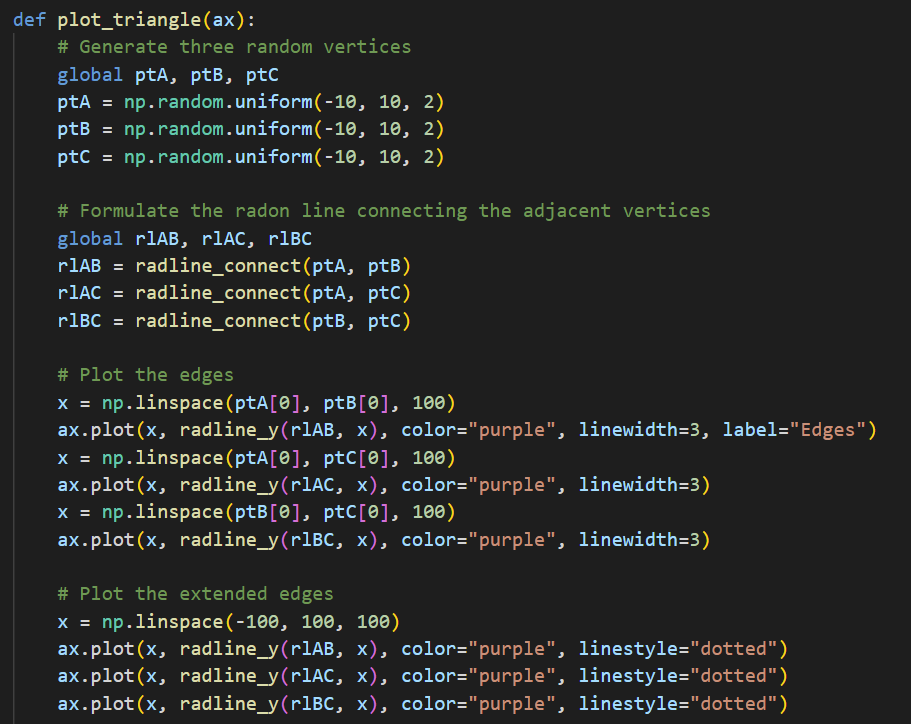 def plot_triangle(ax):
    # Generate three random vertices
    global ptA, ptB, ptC
    ptA = np.random.uniform(-10, 10, 2)
    ptB = np.random.uniform(-10, 10, 2)
    ptC = np.random.uniform(-10, 10, 2)

    # Formulate the radon line connecting the adjacent vertices
    global rlAB, rlAC, rlBC
    rlAB = radline_connect(ptA, ptB)
    rlAC = radline_connect(ptA, ptC)
    rlBC = radline_connect(ptB, ptC)

    # Plot the edges
    x = np.linspace(ptA[0], ptB[0], 100)
    ax.plot(x, radline_y(rlAB, x), color="purple", linewidth=3, label="Edges")
    x = np.linspace(ptA[0], ptC[0], 100)
    ax.plot(x, radline_y(rlAC, x), color="purple", linewidth=3)
    x = np.linspace(ptB[0], ptC[0], 100)
    ax.plot(x, radline_y(rlBC, x), color="purple", linewidth=3)

    # Plot the extended edges
    x = np.linspace(-100, 100, 100)
    ax.plot(x, radline_y(rlAB, x), color="purple", linestyle="dotted")
    ax.plot(x, radline_y(rlAC, x), color="purple", linestyle="dotted")
    ax.plot(x, radline_y(rlBC, x), color="purple", linestyle="dotted")